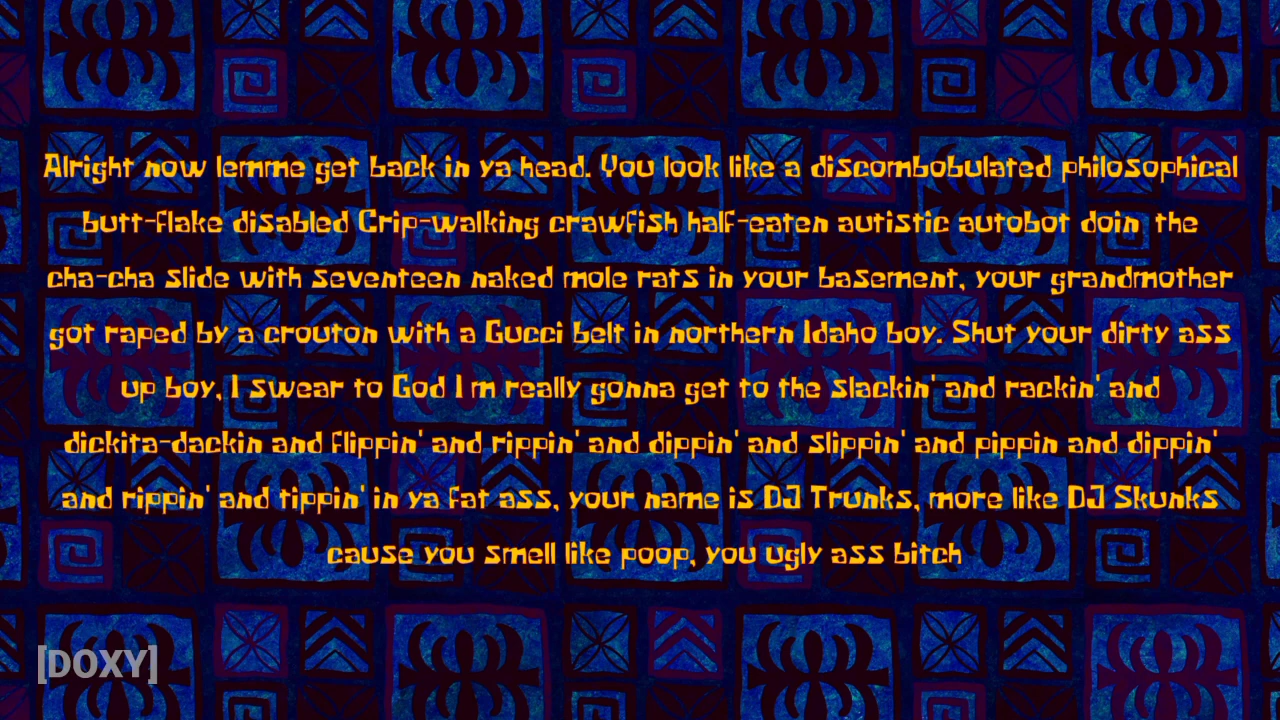 Alright now lemme get back in ya head. You look like a discombobulated philosophical
butt-flake disabled Crip-walking crawfish half-eaten autistic autobot doin the
cha-cha slide with seventeen naked mole rats in your basement, your grandmother
got raped by a crouton with a Gucci belt in northern Idaho boy. Shut your dirty ass
up boy, I swear to God I m really gonna get to the slackin' and rackin' and
dickita-dackin and flippin' and rippin' and dippin' and slippin' and pippin and dippin'
and rippin' and tippin' in ya fat ass, your name is DJ Trunks, more like DJ Skunks
cause you smell like poop, you ugly ass bitch
[DOXY]